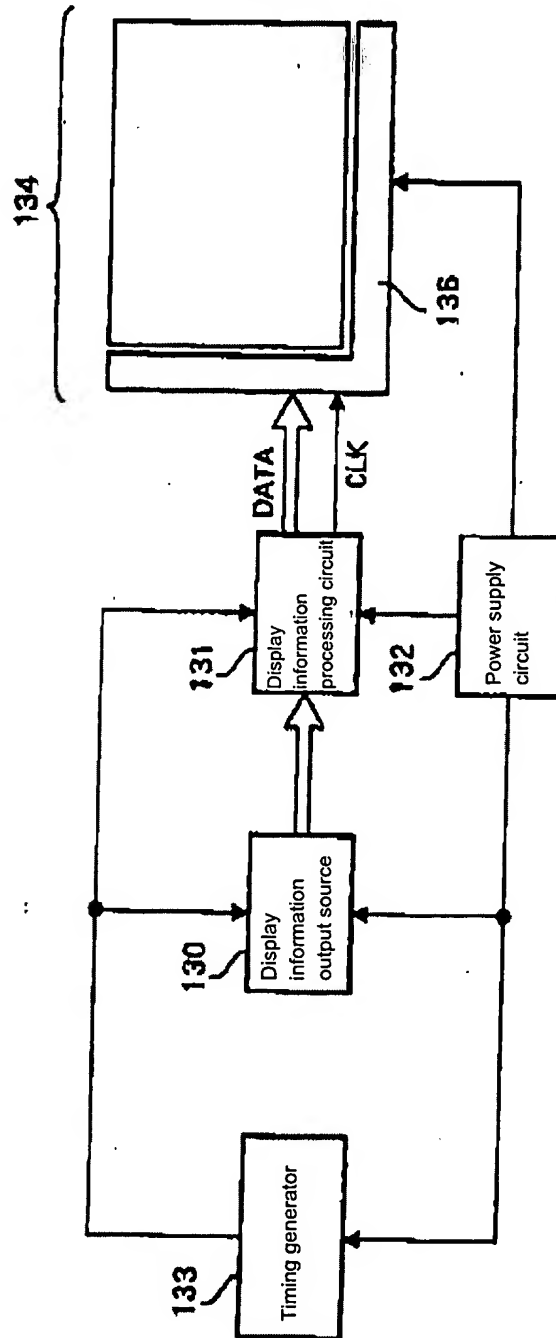 134
136
DATA
CLK
131
Display
information
processing circuit
132
Power supply
circuit
130
Display
information
output source
133
Timing generator